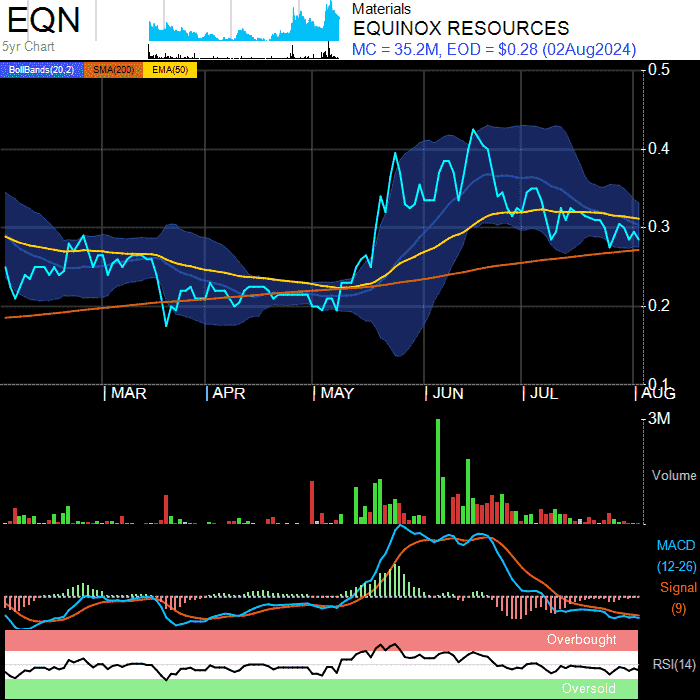 EQN
5yr Chart
Materials
EQUINOX RESOURCES
MC = 35.2M, EOD = $0.28 (02Aug2024)
BollBands(20,2) SMA(200) EMA(50)
0.5
0.4
0.3
0.2
0.1
MAR APR MAY JUN JUL AUG
3M
Volume
MACD
(12-26)
Signal
(9)
Overbought
RSI(14)
Oversold